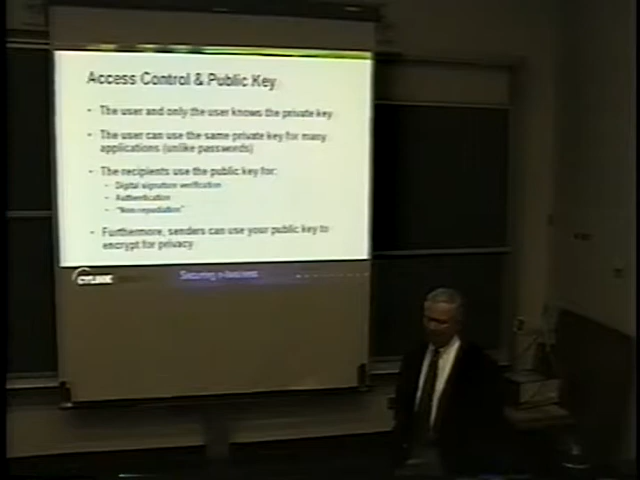 Access Control & Public Key
• The user and only the user knows the private key
• The user can use the same private key for many
applications (unlike passwords)
• The recipients use the public key for:
• Digital signature verification
• Authentication
• "Non-repudiation"
• Furthermore, senders can use your public key to
encrypt for privacy
CYLINK
Securing e-business